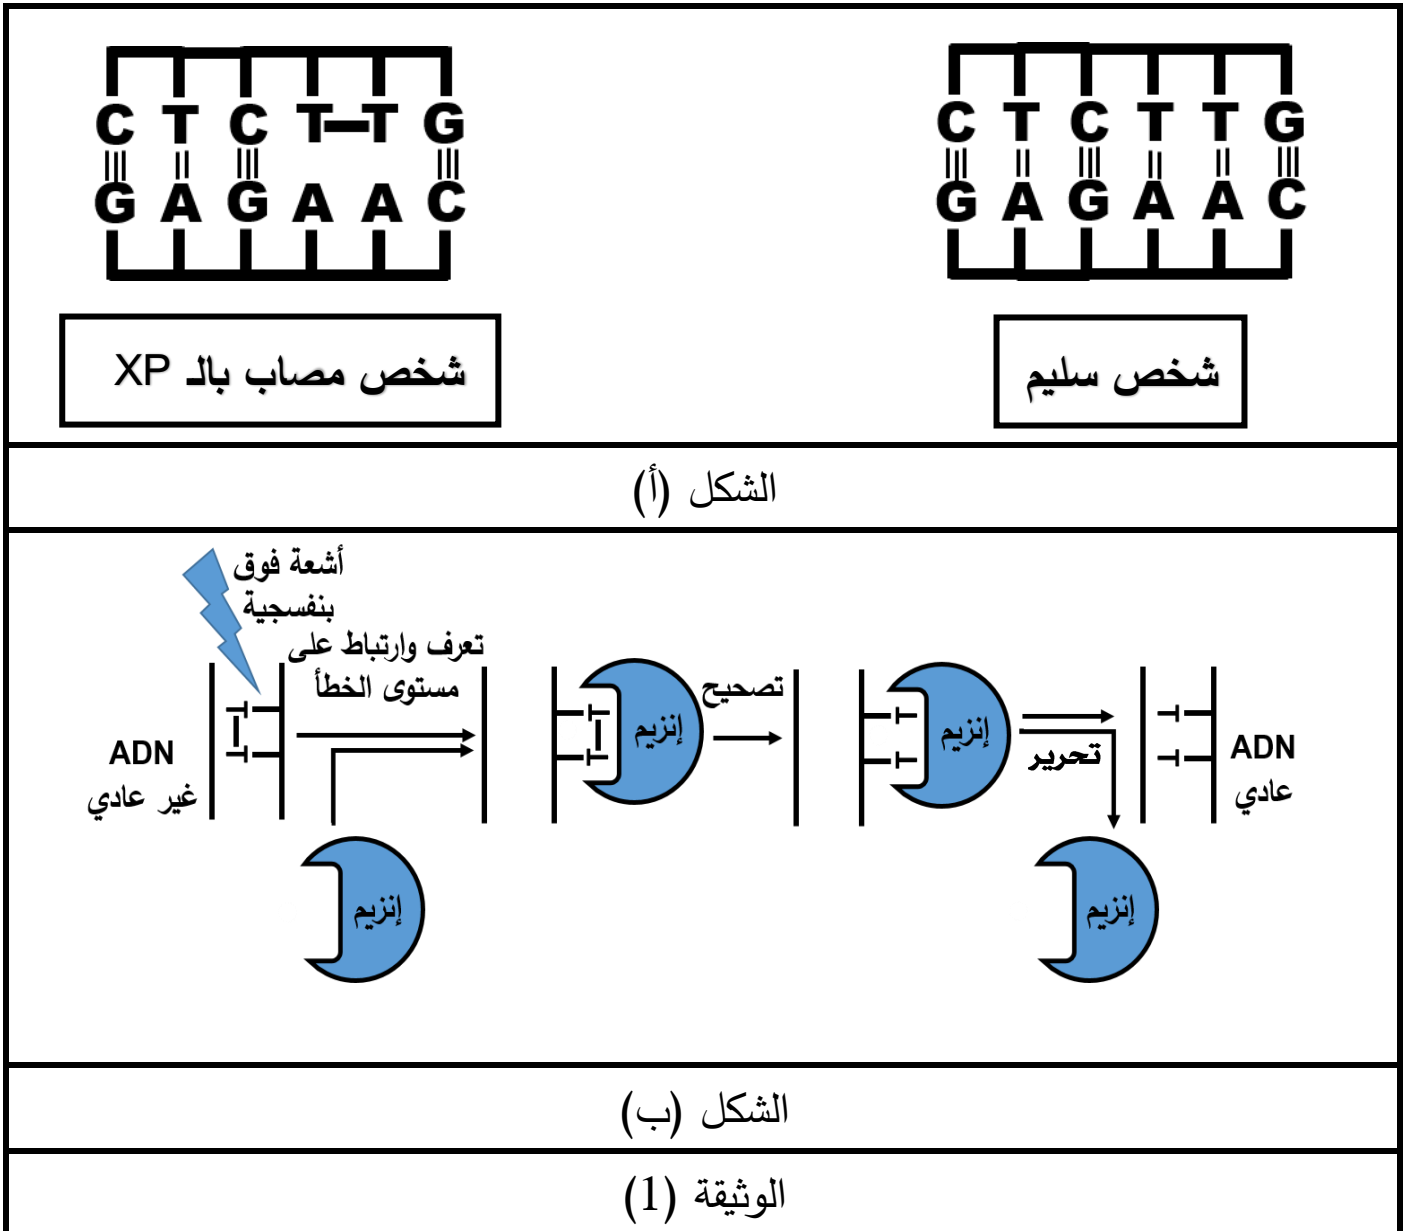 C T C T T G
G A G A A C
C T C T T G
G A G A A C
شخص سليم
شخص مصاب بالـ XP
الشكل (أ)
أشعة فوق
بنفسجية
تعرف وارتباط على
مستوى الخطأ
تصحيح
تحرير
ADN
غير عادي
إنزيم
إنزيم
إنزيم
إنزيم
ADN
عادي
T
T
T
T
T
T
T
T
الشكل (ب)
الوثيقة (1)